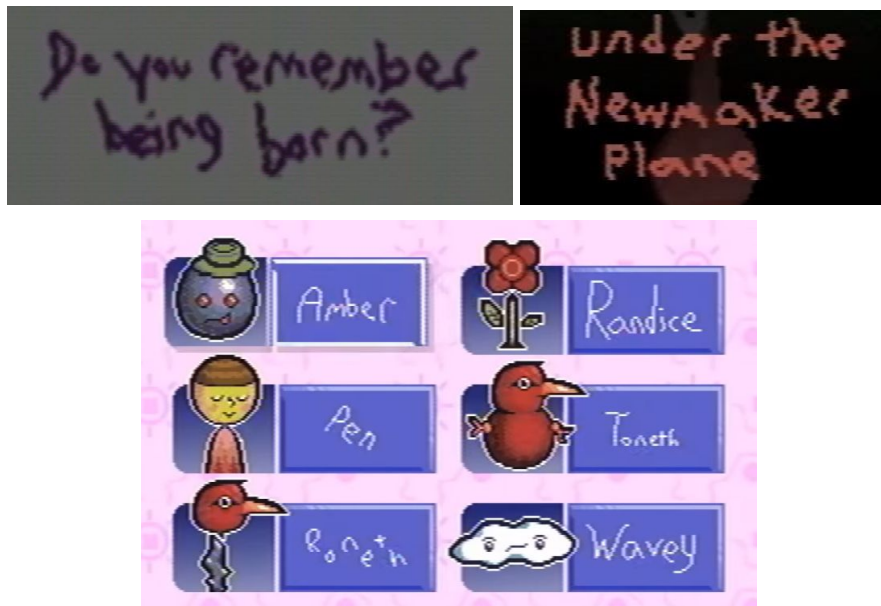 Do you remember
being born?
under the
Newmaker
Plane
Amber
Randice
Pen
Toneth
Roneth
Wavey